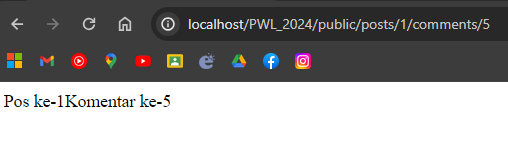 localhost/PWL_2024/public/posts/1/comments/5
Pos ke-1Komentar ke-5